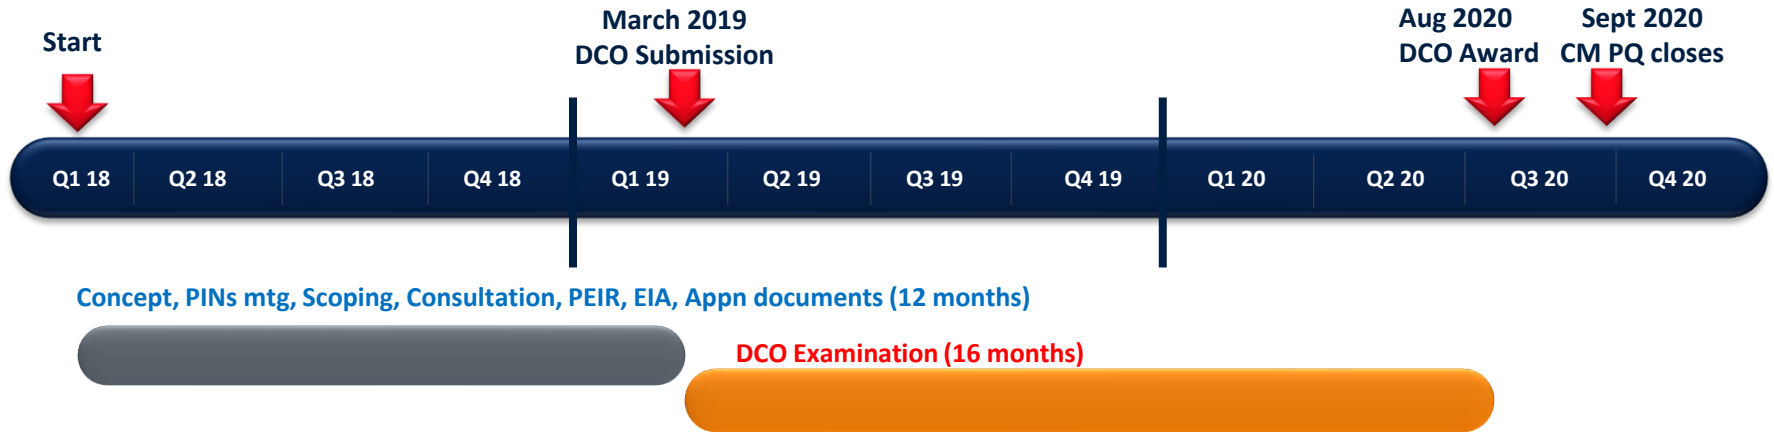 Start
March 2019
DCO Submission
Aug 2020
DCO Award
Sept 2020
CM PQ closes
Q1 18
Q2 18
Q3 18
Q4 18
Q1 19
Q2 19
Q3 19
Q4 19
Q1 20
Q2 20
Q3 20
Q4 20
Concept, PINs mtg, Scoping, Consultation, PEIR, EIA, Appn documents (12 months)
DCO Examination (16 months)